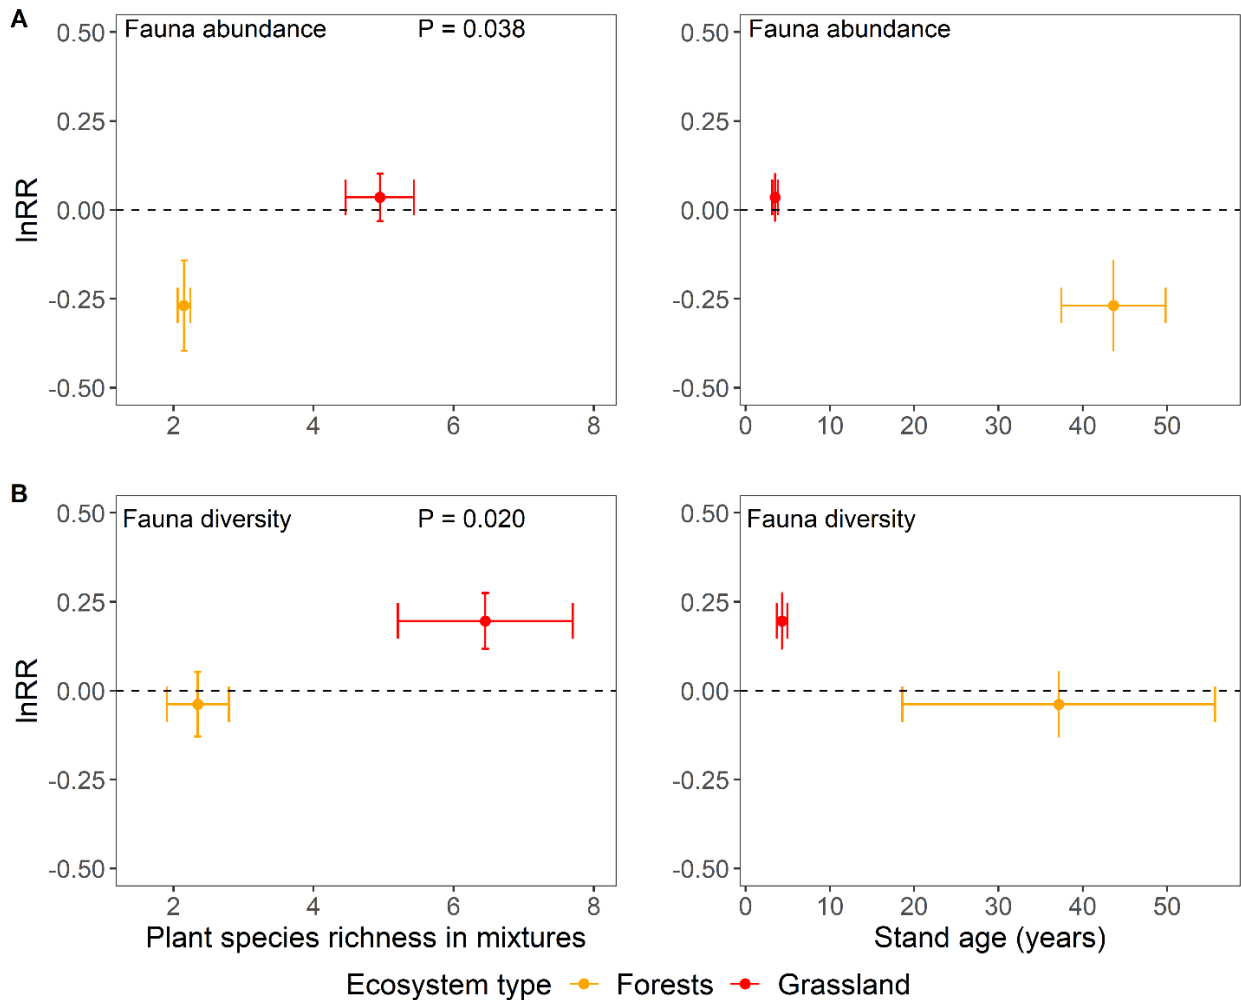 A
Fauna abundance P = 0.038
Fauna abundance
0.50
0.25
0.00
-0.25
-0.50
lnRR
2 4 6 8
0.50
0.25
0.00
-0.25
-0.50
0 10 20 30 40 50
B
Fauna diversity P = 0.020
Fauna diversity
0.50
0.25
0.00
-0.25
-0.50
lnRR
2 4 6 8
0.50
0.25
0.00
-0.25
-0.50
0 10 20 30 40 50
Plant species richness in mixtures
Stand age (years)
Ecosystem type Forests Grassland